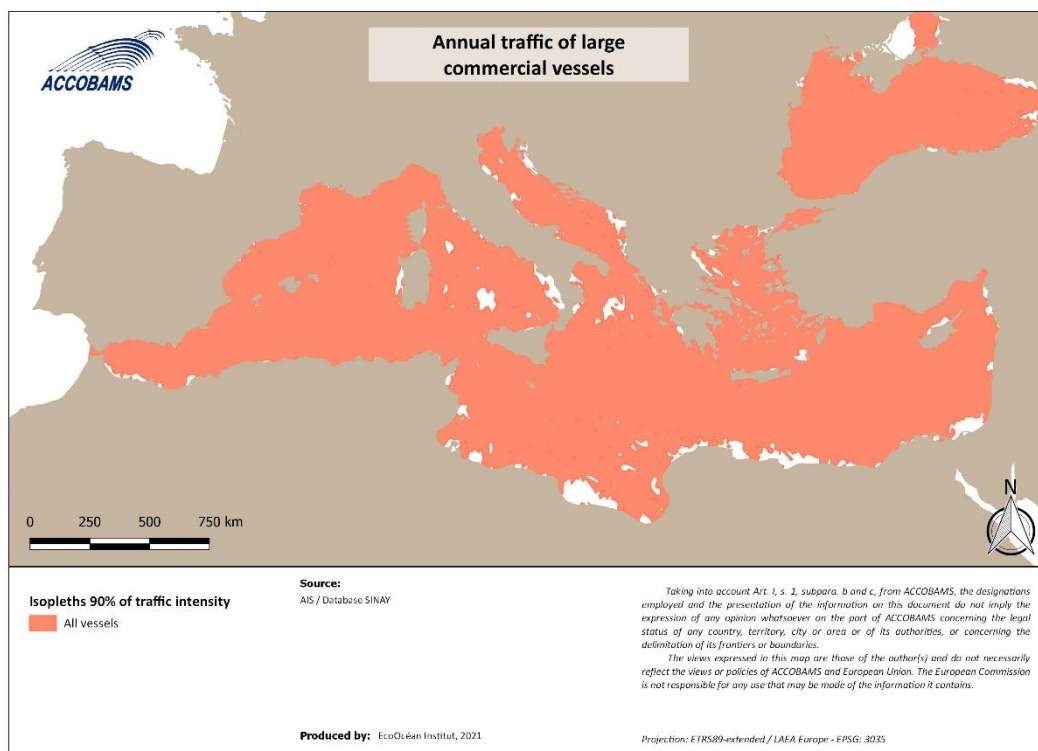 ACCOBAMS
Annual traffic of large
commercial vessels
N
0 250 500 750 km
Isopleths 90% of traffic intensity
All vessels
Source:
AIS / Database SINAY
Produced by: EcoOcéan Institut, 2021
Taking into account Art. I, s. 1, subpara. b and c, from ACCOBAMS, the designations
employed and the presentation of the information on this document do not imply the
expression of any opinion whatsoever on the part of ACCOBAMS concerning the legal
status of any country, territory, city or area or of its authorities, or concerning the
delimitation of its frontiers or boundaries.
The views expressed in this map are those of the author(s) and do not necessarily
reflect the views or policies of ACCOBAMS and European Union. The European Commission
is not responsible for any use that may be made of the information it contains.
Projection: ETRS89-extended / LAEA Europe - EPSG: 3035